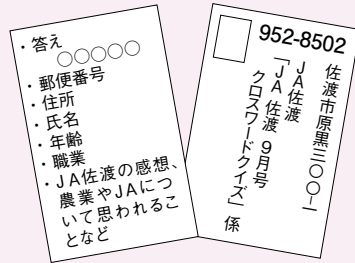 ・答え
○○○○○
・郵便番号
・住所
・氏名
・年齢
・職業
・JA佐渡の感想、
農業やJAにつ
いて思われるこ
となど
952-8502
佐渡市原黒三〇〇-一
JA佐渡
「JA佐渡 9月号
クロスワードクイズ」係